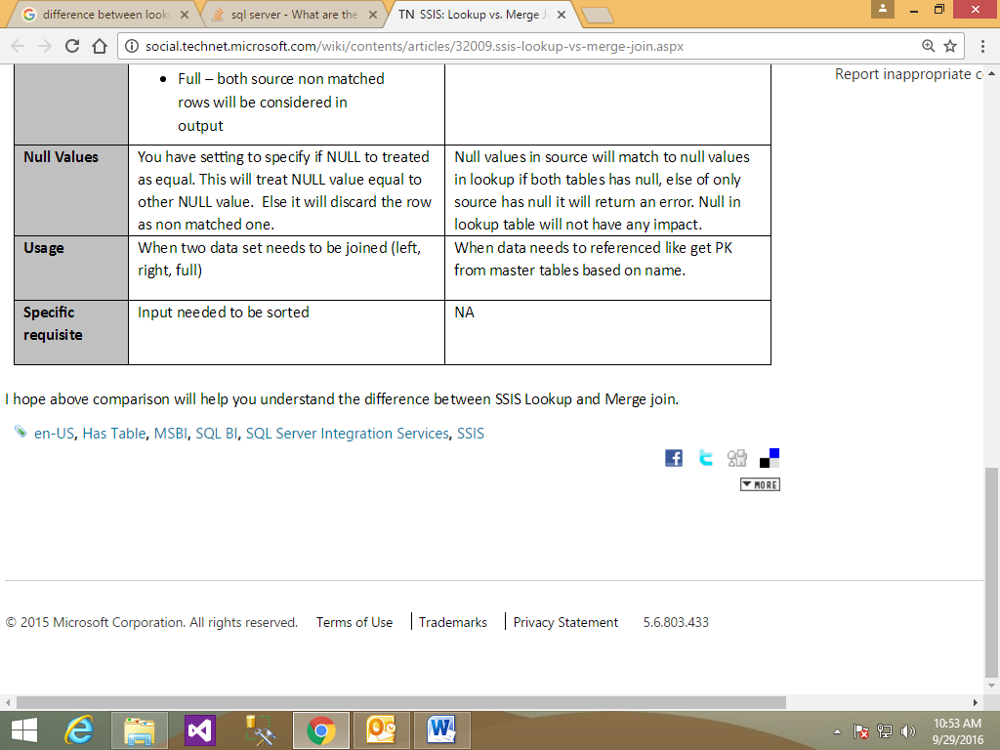 difference between look
sql server - What are the
TN SSIS: Lookup vs. Merge J
social.technet.microsoft.com/wiki/contents/articles/32009.ssis-lookup-vs-merge-join.aspx
Report inappropriate c
• Full – both source non matched
rows will be considered in
output
Null Values
You have setting to specify if NULL to treated
as equal. This will treat NULL value equal to
other NULL value. Else it will discard the row
as non matched one.
Null values in source will match to null values
in lookup if both tables has null, else of only
source has null it will return an error. Null in
lookup table will not have any impact.
Usage
When two data set needs to be joined (left,
right, full)
When data needs to referenced like get PK
from master tables based on name.
Specific
requisite
Input needed to be sorted
NA
I hope above comparison will help you understand the difference between SSIS Lookup and Merge join.
en-US, Has Table, MSBI, SQL BI, SQL Server Integration Services, SSIS
MORE
© 2015 Microsoft Corporation. All rights reserved. Terms of Use | Trademarks | Privacy Statement 5.6.803.433
10:53 AM
9/29/2016